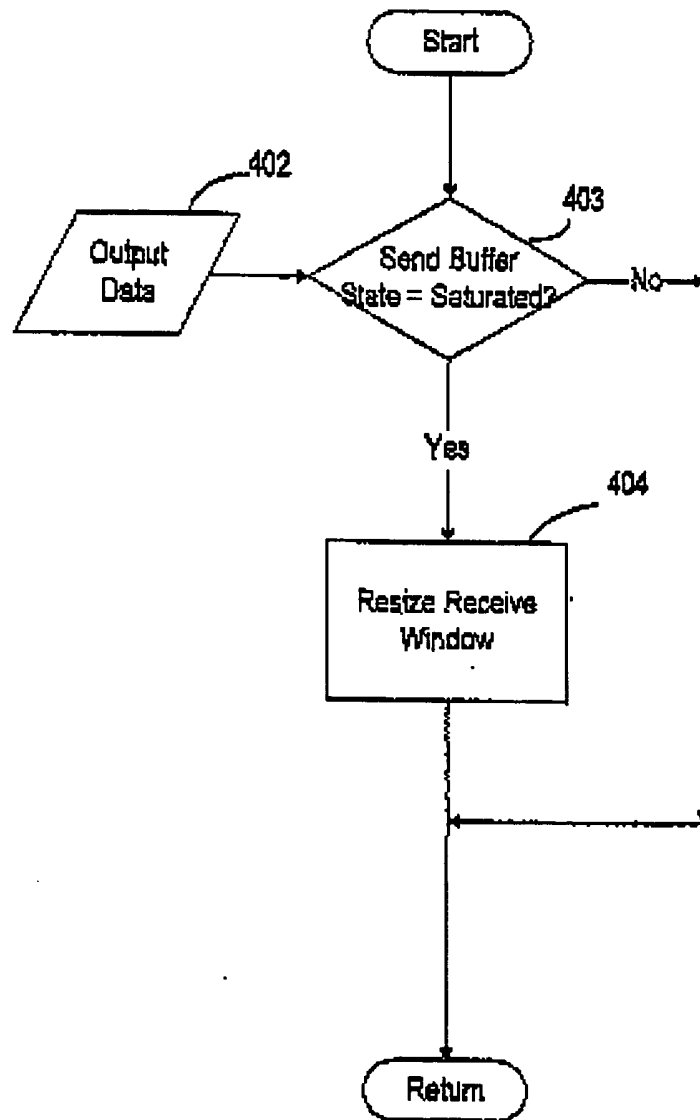 Start
402
403
Output
Data
Send Buffer
State = Saturated?
No
Yes
404
Resize Receive
Window
Return